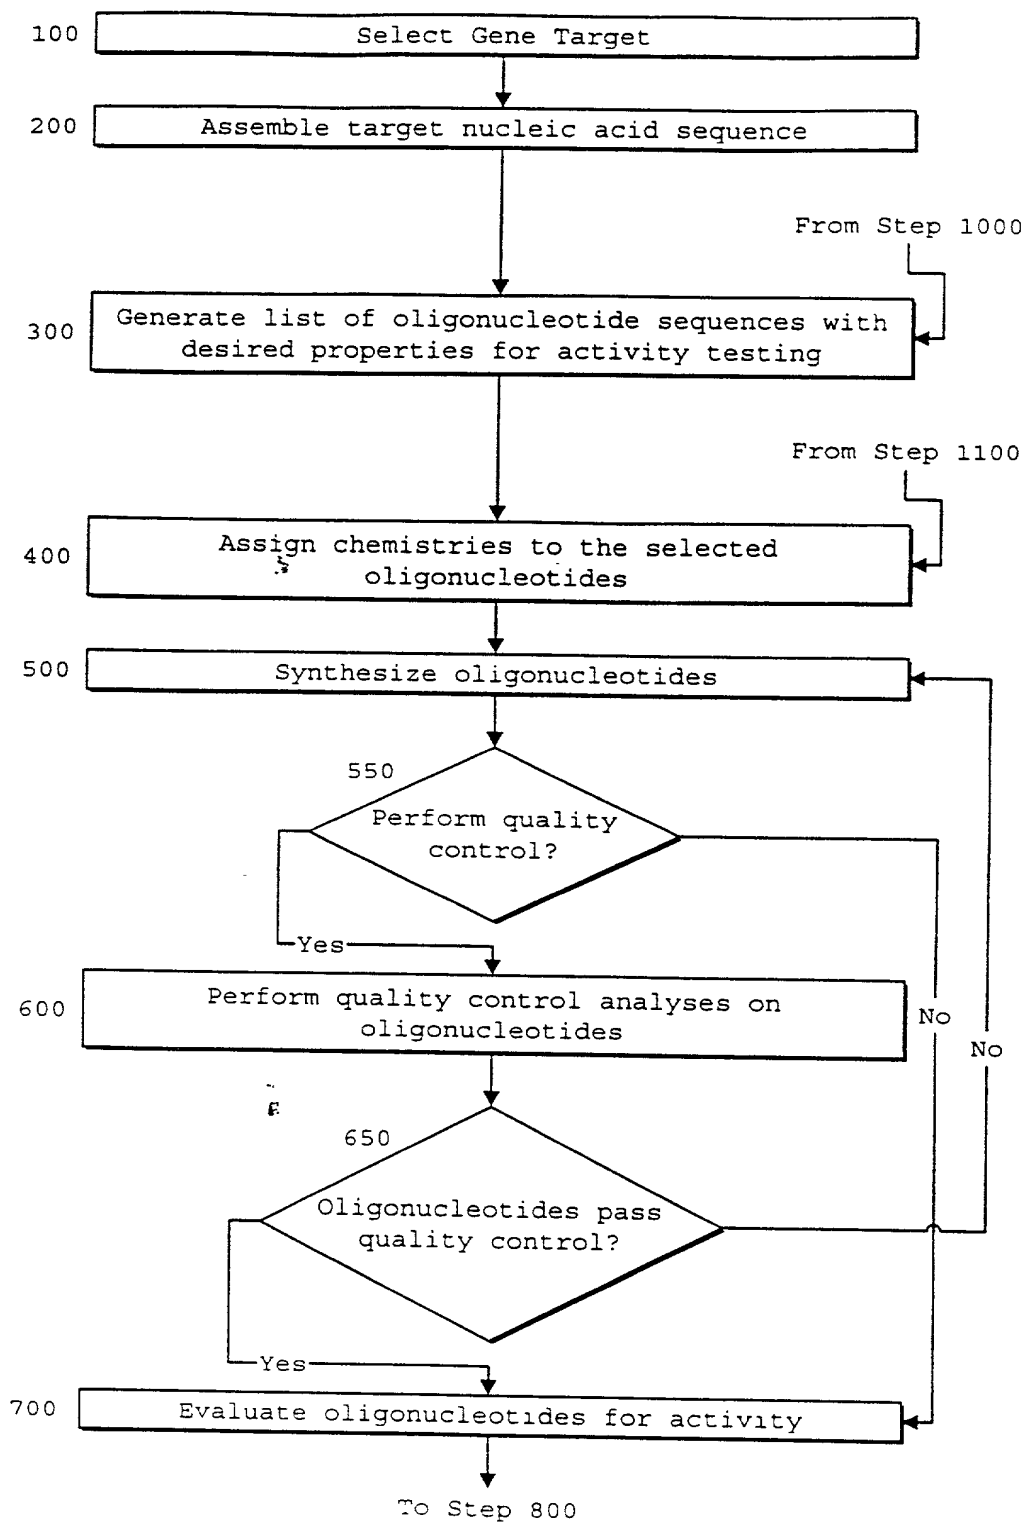 100
Select Gene Target
200
Assemble target nucleic acid sequence
From Step 1000
300
Generate list of oligonucleotide sequences with
desired properties for activity testing
From Step 1100
400
Assign chemistries to the selected
oligonucleotides
500
Synthesize oligonucleotides
550
Perform quality
control?
Yes
600
Perform quality control analyses on
oligonucleotides
No
No
650
Oligonucleotides pass
quality control?
Yes
700
Evaluate oligonucleotides for activity
To Step 800